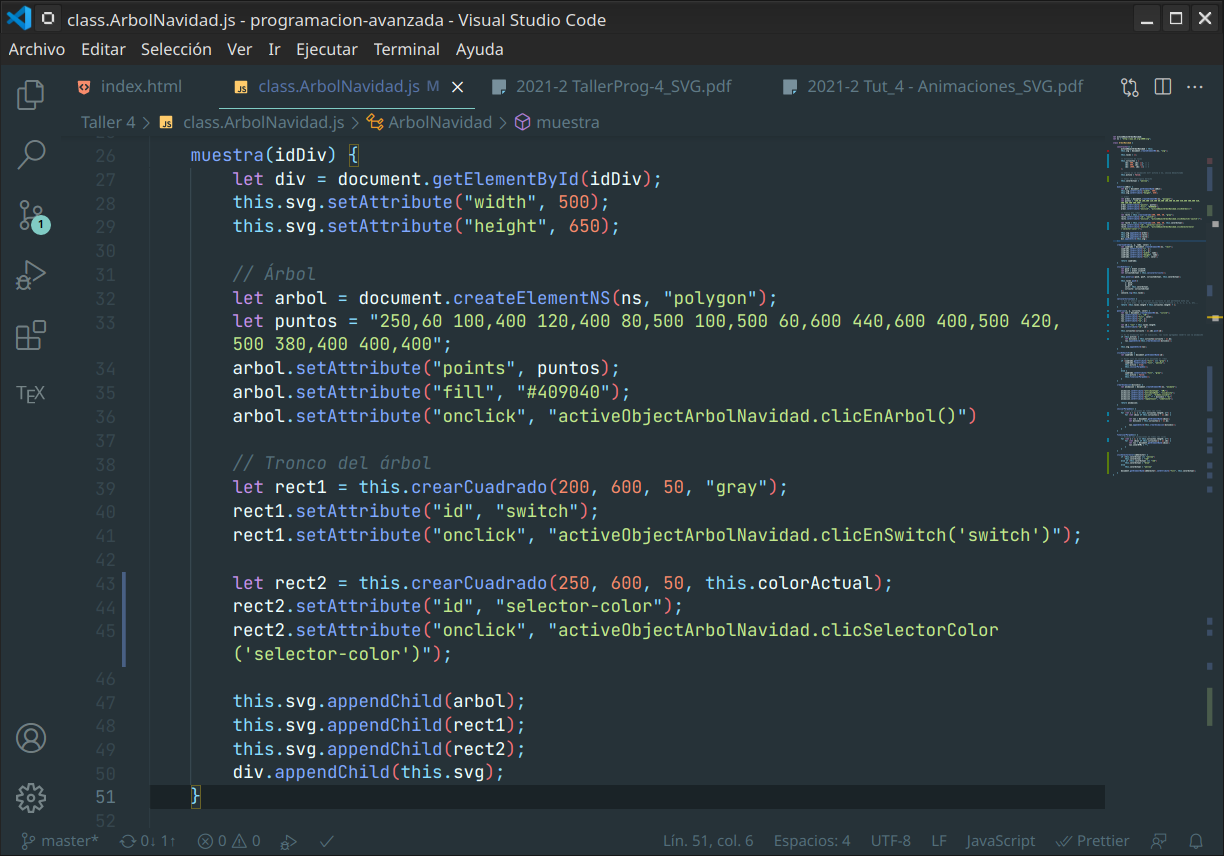 class.ArbolNavidad.js - programacion-avanzada - Visual Studio Code
Archivo Editar Selección Ver Ir Ejecutar Terminal Ayuda
index.html
JS class.ArbolNavidad.js M
2021-2 TallerProg-4_SVG.pdf
2021-2 Tut_4 - Animaciones_SVG.pdf
Taller 4 > JS class.ArbolNavidad.js > ArbolNavidad > muestra
26 muestra(idDiv) {
27 let div = document.getElementById(idDiv);
28 this.svg.setAttribute("width", 500);
29 this.svg.setAttribute("height", 650);
30
31 // Árbol
32 let arbol = document.createElementNS(ns, "polygon");
33 let puntos = "250,60 100,400 120,400 80,500 100,500 60,600 440,600 400,500 420,
500 380,400 400,400";
34 arbol.setAttribute("points", puntos);
35 arbol.setAttribute("fill", "#409040");
36 arbol.setAttribute("onclick", "activeObjectArbolNavidad.clicEnArbol()")
37
38 // Tronco del árbol
39 let rect1 = this.crearCuadrado(200, 600, 50, "gray");
40 rect1.setAttribute("id", "switch");
41 rect1.setAttribute("onclick", "activeObjectArbolNavidad.clicEnSwitch('switch')");
42
43 let rect2 = this.crearCuadrado(250, 600, 50, this.colorActual);
44 rect2.setAttribute("id", "selector-color");
45 rect2.setAttribute("onclick", "activeObjectArbolNavidad.clicSelectorColor
('selector-color')");
46
47 this.svg.appendChild(arbol);
48 this.svg.appendChild(rect1);
49 this.svg.appendChild(rect2);
50 div.appendChild(this.svg);
51 }
52
1
TEX
master* 0↓ 1↑ 0 0 Lín. 51, col. 6 Espacios: 4 UTF-8 LF JavaScript Prettier